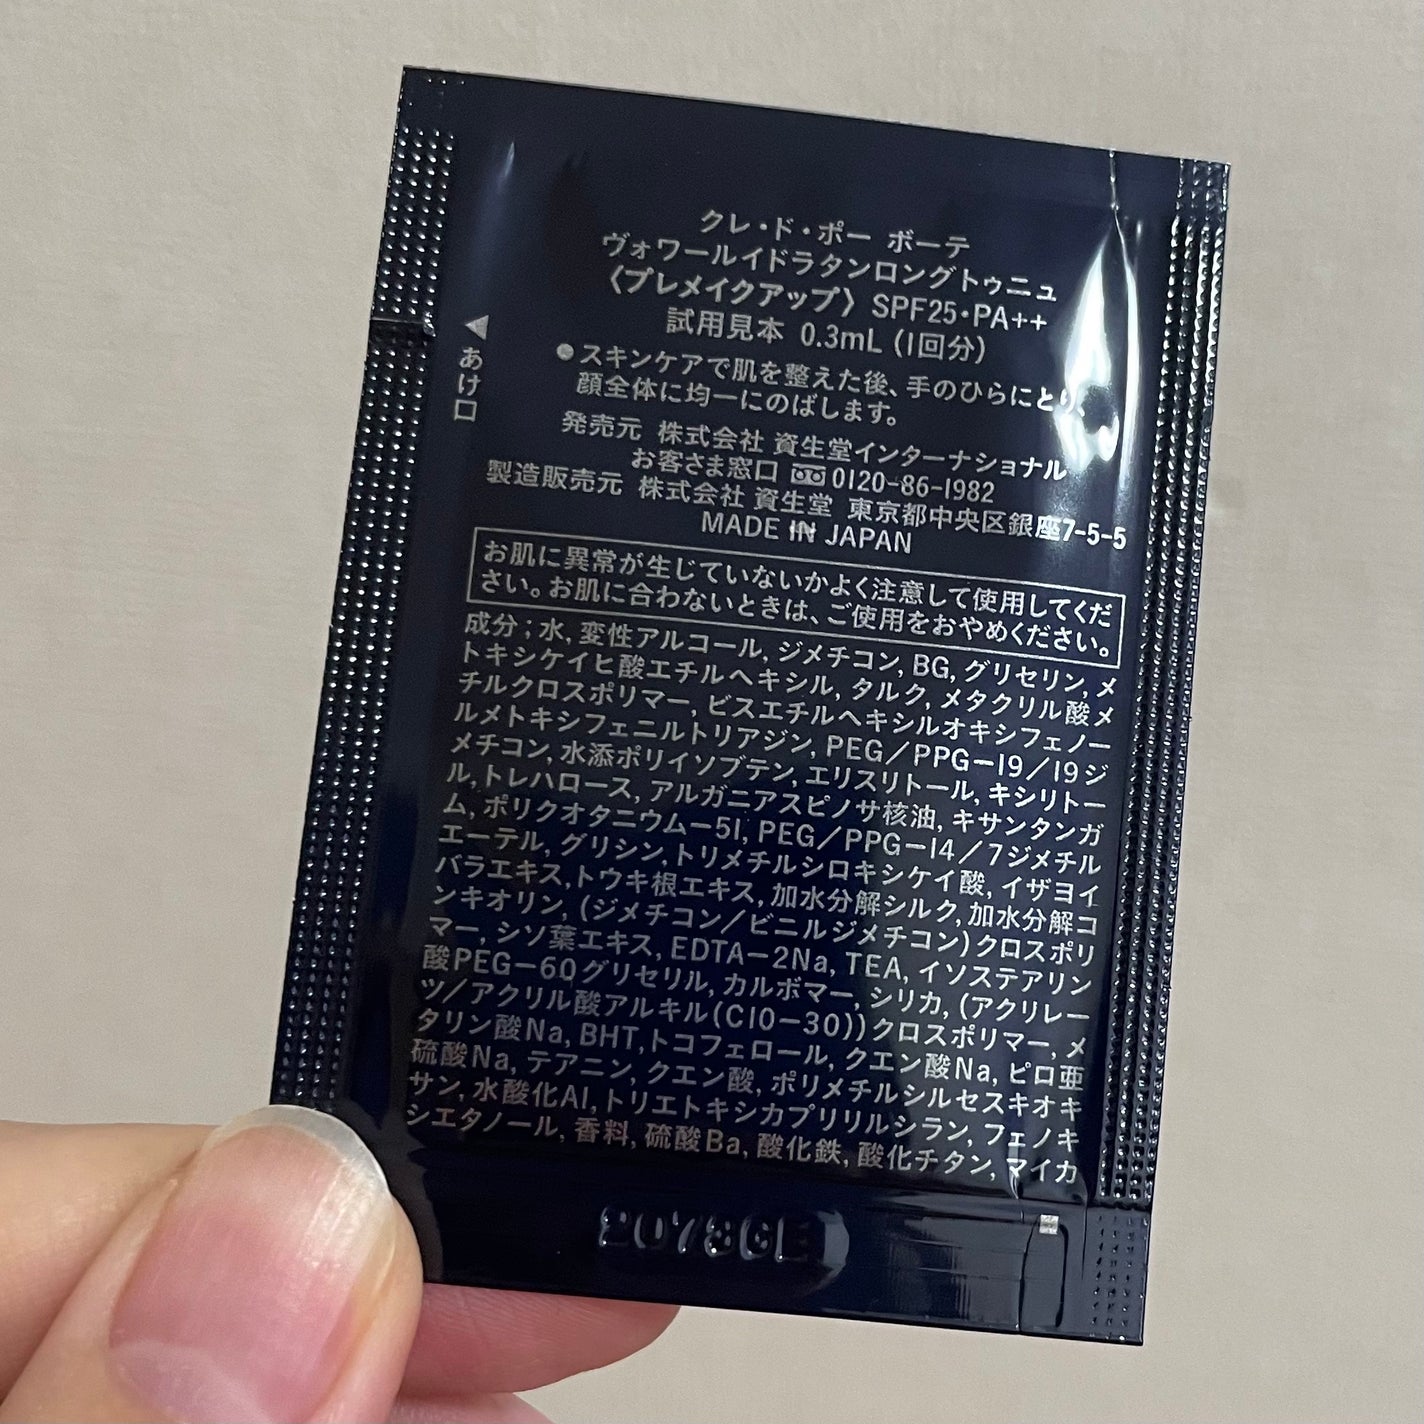 クレ・ド・ポー ボーテ
ヴォワールイドラタンロングトゥニュ
〈プレメイクアップ〉 SPF25・PA++
試用見本 0.3mL (1回分)
◀あけ口
●スキンケアで肌を整えた後、手のひらにとり、
顔全体に均一にのばします。
発売元 株式会社 資生堂インターナショナル
お客さま窓口 0120-86-1982
製造販売元 株式会社 資生堂 東京都中央区銀座7-5-5
MADE IN JAPAN
お肌に異常が生じていないかよく注意して使用してくだ
さい。お肌に合わないときは、ご使用をおやめください。
成分；水, 変性アルコール, ジメチコン, BG, グリセリン, メ
トキシケイヒ酸エチルヘキシル, タルク, メタクリル酸メ
チルクロスポリマー, ビスエチルヘキシルオキシフェノー
ルメトキシフェニルトリアジン, PEG／PPG－19／19ジ
メチコン, 水添ポリイソブテン, エリスリトール, キシリトー
ル, トレハロース, アルガニアスピノサ核油, キサンタンガ
ム, ポリクオタニウム－51, PEG／PPG－14／7ジメチル
エーテル, グリシン, トリメチルシロキシケイ酸, イザヨイ
バラエキス, トウキ根エキス, 加水分解シルク, 加水分解コ
ンキオリン, (ジメチコン／ビニルジメチコン)クロスポリ
マー, シソ葉エキス, EDTA－2Na, TEA, イソステアリン
酸PEG－60グリセリル, カルボマー, シリカ, (アクリレー
ツ／アクリル酸アルキル(C10－30))クロスポリマー, メ
タリン酸Na, BHT, トコフェロール, クエン酸Na, ピロ亜
硫酸Na, テアニン, クエン酸, ポリメチルシルセスキオキ
サン, 水酸化Al, トリエトキシカプリリルシラン, フェノキ
シエタノール, 香料, 硫酸Ba, 酸化鉄, 酸化チタン, マイカ